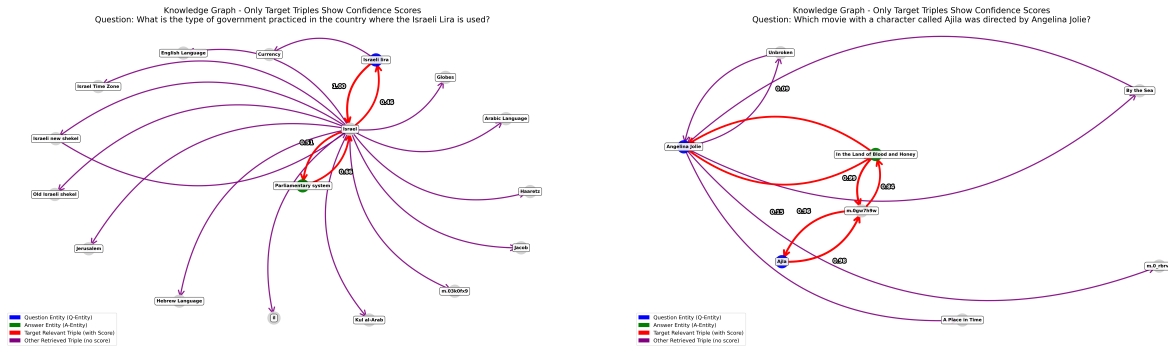 Knowledge Graph - Only Target Triples Show Confidence Scores
Question: What is the type of government practiced in the country where the Israeli Lira is used?
English Language
Currency
Israeli lira
Israel Time Zone
Globes
1.00
0.46
Arabic Language
Israel
Israeli new shekel
0.51
0.66
Parliamentary system
Old Israeli shekel
Haaretz
Jerusalem
Jacob
m.03k0fx9
Hebrew Language
Kul al-Arab
Question Entity (Q-Entity)
Answer Entity (A-Entity)
Target Relevant Triple (with Score)
Other Retrieved Triple (no score)
Knowledge Graph - Only Target Triples Show Confidence Scores
Question: Which movie with a character called Ajila was directed by Angelina Jolie?
Unbroken
0.09
By the Sea
Angelina Jolie
In the Land of Blood and Honey
0.99
0.84
0.15
0.96
m.0gw7h9w
Ajla
0.98
A Place in Time
Question Entity (Q-Entity)
Answer Entity (A-Entity)
Target Relevant Triple (with Score)
Other Retrieved Triple (no score)